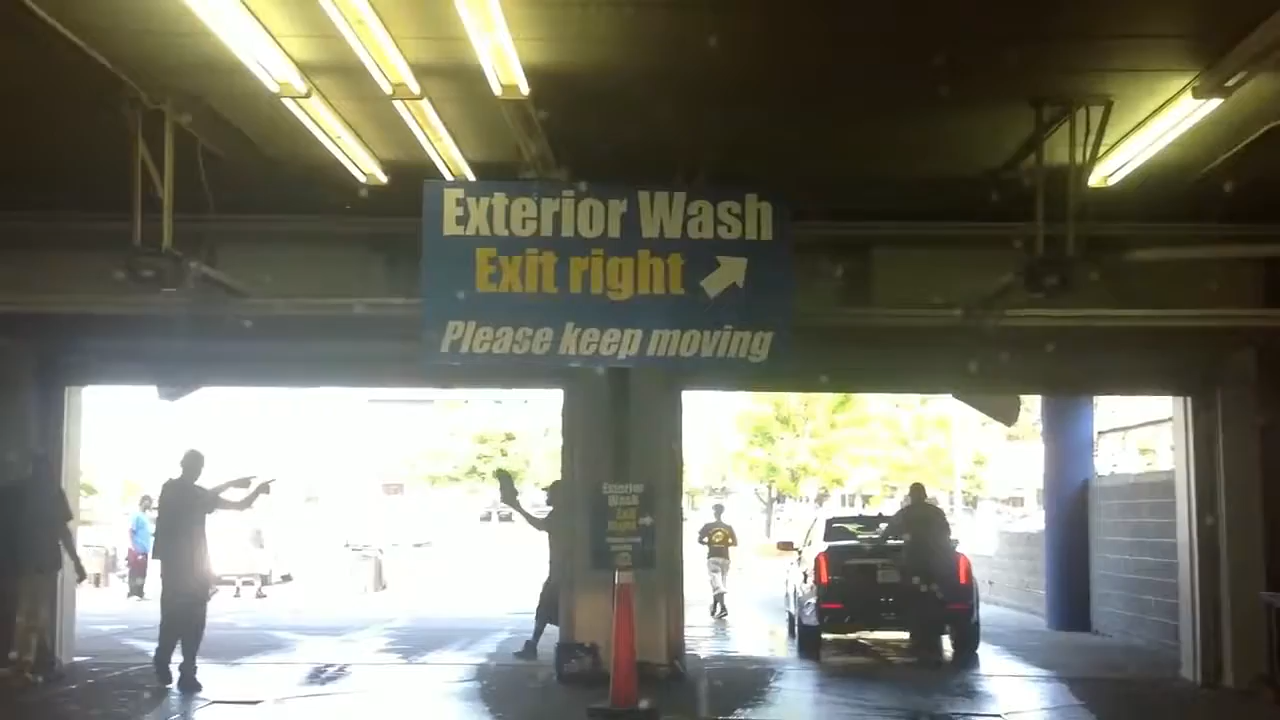 Exterior Wash
Exit right
Please keep moving
Exterior
Wash
Exit
Right